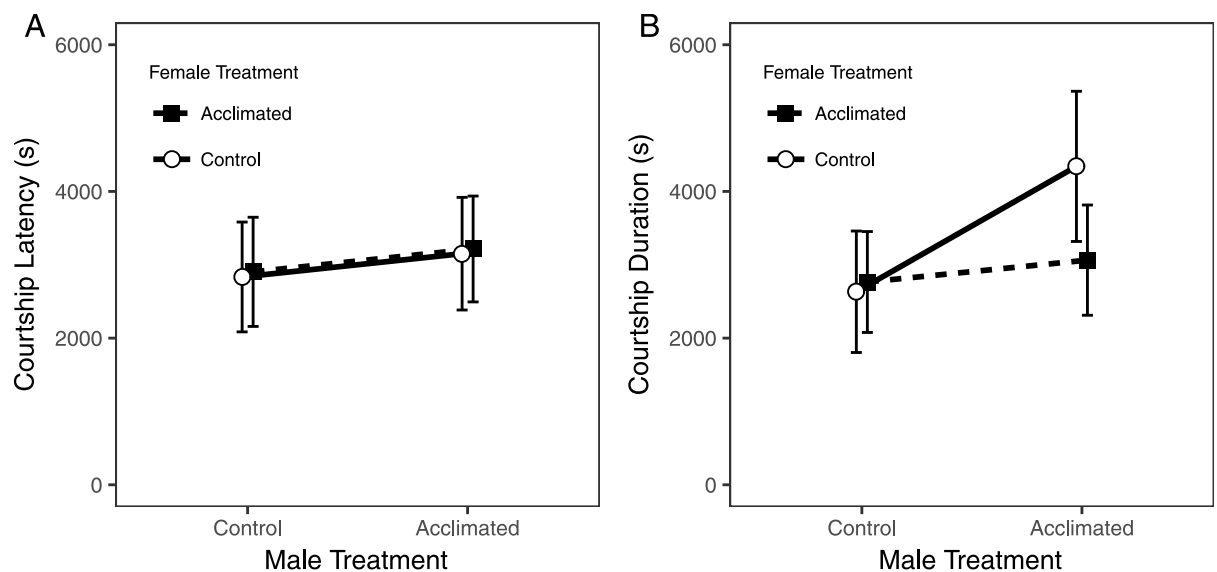 A
6000
4000
2000
0
Courtship Latency (s)
Female Treatment
Acclimated
Control
Control
Acclimated
Male Treatment
B
6000
4000
2000
0
Courtship Duration (s)
Female Treatment
Acclimated
Control
Control
Acclimated
Male Treatment